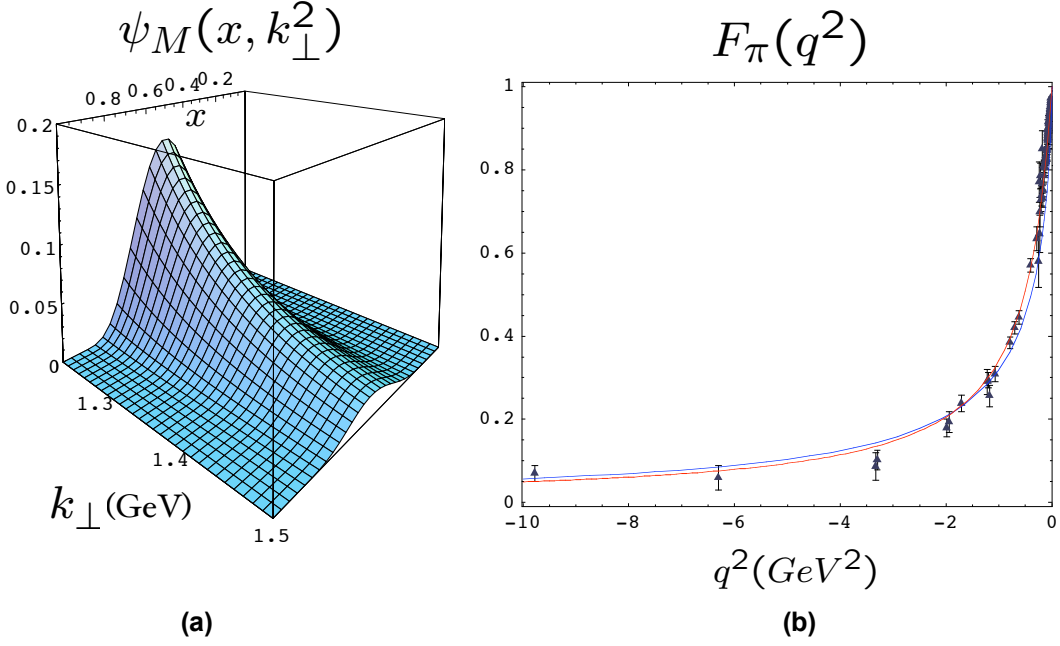 ψ_M(x, k_⊥^2)
0.8 0.6 0.4 0.2
x
0.2
0.15
0.1
0.05
0
1.3
1.4
1.5
k_⊥ (GeV)
(a)
F_π(q^2)
1
0.8
0.6
0.4
0.2
0
-10 -8 -6 -4 -2 0
q^2(GeV^2)
(b)